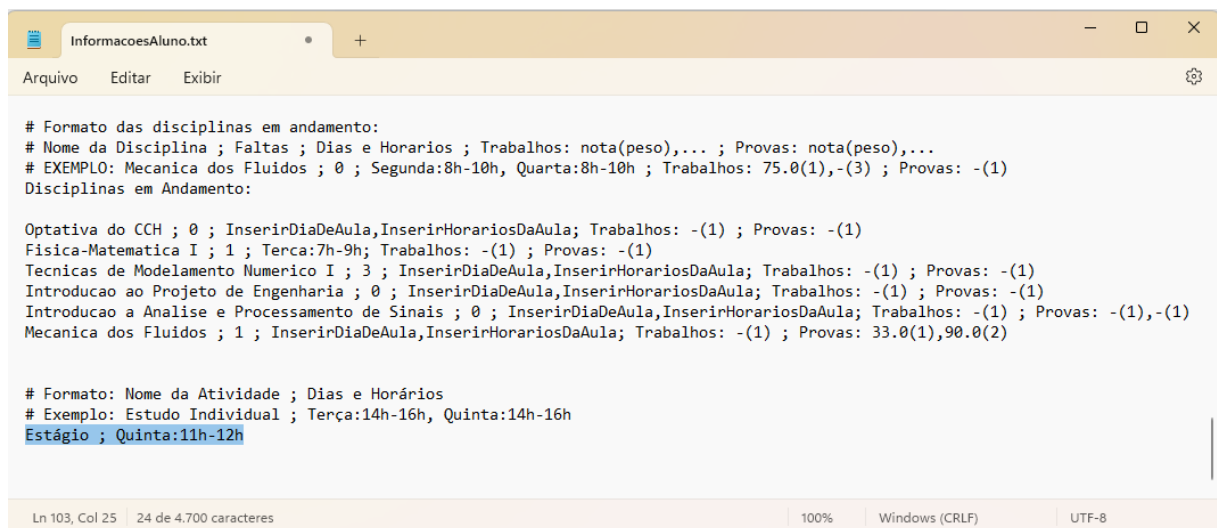 InformacoesAluno.txt
Arquivo Editar Exibir
# Formato das disciplinas em andamento:
# Nome da Disciplina ; Faltas ; Dias e Horarios ; Trabalhos: nota(peso),... ; Provas: nota(peso),...
# EXEMPLO: Mecanica dos Fluidos ; 0 ; Segunda:8h-10h, Quarta:8h-10h ; Trabalhos: 75.0(1),-(3) ; Provas: -(1)
Disciplinas em Andamento:
Optativa do CCH ; 0 ; InserirDiaDeAula,InserirHorariosDaAula; Trabalhos: -(1) ; Provas: -(1)
Fisica-Matematica I ; 1 ; Terca:7h-9h; Trabalhos: -(1) ; Provas: -(1)
Tecnicas de Modelamento Numerico I ; 3 ; InserirDiaDeAula,InserirHorariosDaAula; Trabalhos: -(1) ; Provas: -(1)
Introducao ao Projeto de Engenharia ; 0 ; InserirDiaDeAula,InserirHorariosDaAula; Trabalhos: -(1) ; Provas: -(1)
Introducao a Analise e Processamento de Sinais ; 0 ; InserirDiaDeAula,InserirHorariosDaAula; Trabalhos: -(1) ; Provas: -(1),-(1)
Mecanica dos Fluidos ; 1 ; InserirDiaDeAula,InserirHorariosDaAula; Trabalhos: -(1) ; Provas: 33.0(1),90.0(2)
# Formato: Nome da Atividade ; Dias e Horários
# Exemplo: Estudo Individual ; Terça:14h-16h, Quinta:14h-16h
Estágio ; Quinta:11h-12h
Ln 103, Col 25 24 de 4.700 caracteres 100% Windows (CRLF) UTF-8